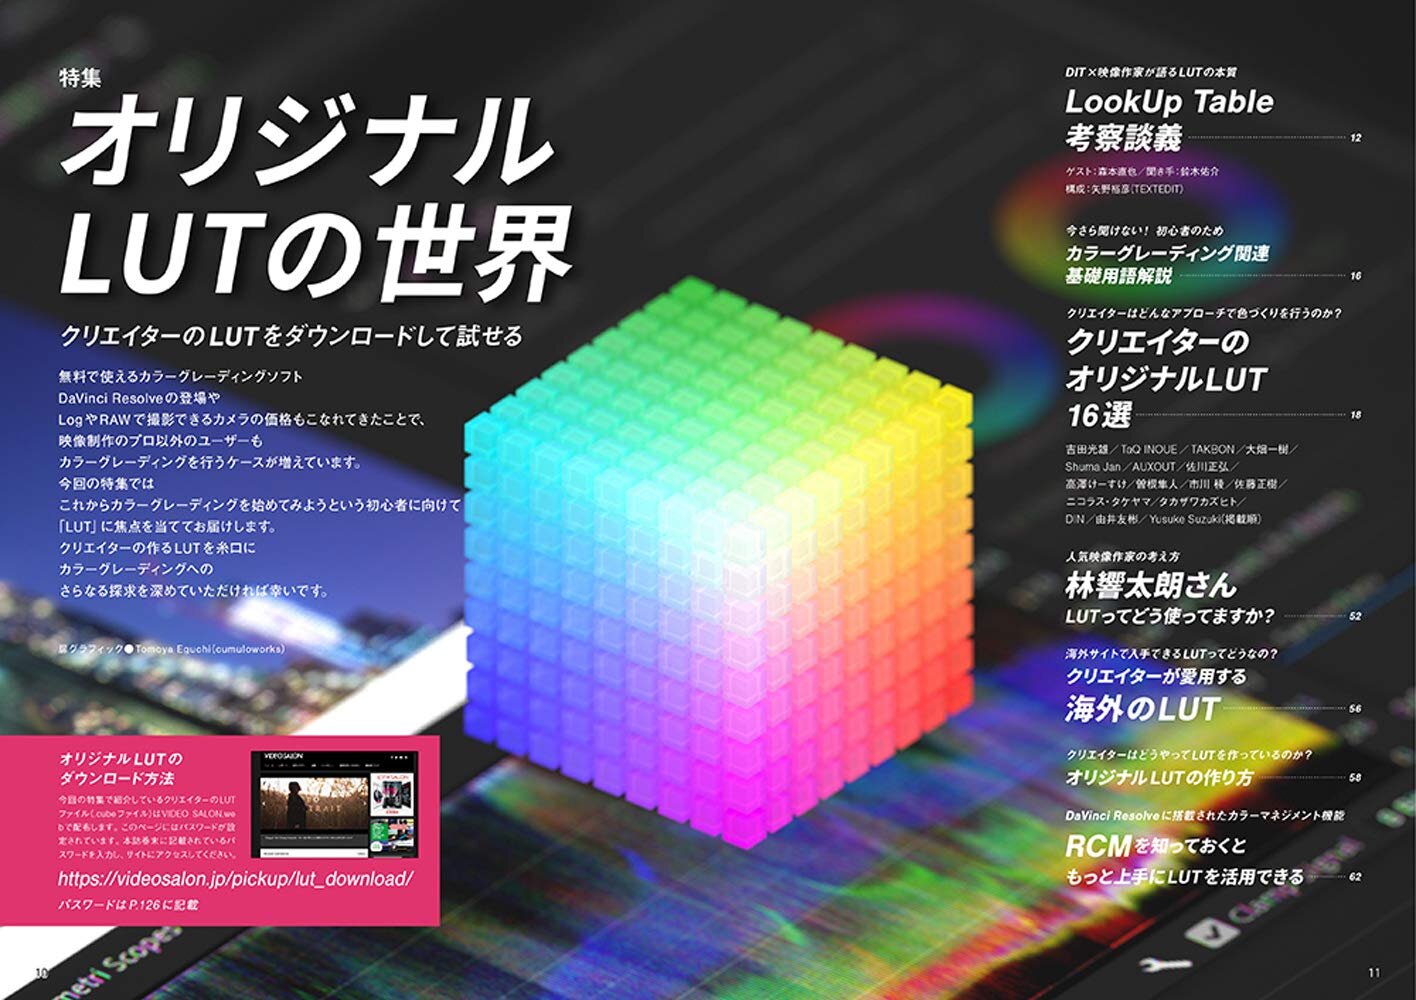 特集
オリジナル
LUTの世界
クリエイターのLUTをダウンロードして試せる
無料で使えるカラーグレーディングソフト
DaVinci Resolveの登場や
LogやRAWで撮影できるカメラの価格もこなれてきたことで、
映像制作のプロ以外のユーザーも
カラーグレーディングを行うケースが増えています。
今回の特集では
これからカラーグレーディングを始めてみようという初心者に向けて
「LUT」に焦点を当ててお届けします。
クリエイターの作るLUTを糸口に
カラーグレーディングへの
さらなる探求を深めていただければ幸いです。
扉グラフィック●Tomoya Eguchi(cumuloworks)
オリジナルLUTの
ダウンロード方法
今回の特集で紹介しているクリエイターのLUT
ファイル(.cubeファイル)はVIDEO SALON.we
bで配布します。このページにはパスワードが設
定されています。本誌巻末に記載されているパ
スワードを入力し、サイトにアクセスしてください。
VIDEO SALON
https://videosalon.jp/pickup/lut_download/
パスワードはP.126に記載
metri Scopes
10
DIT×映像作家が語るLUTの本質
LookUp Table
考察談義 12
ゲスト:森本直也/聞き手:鈴木佑介
構成:矢野裕彦(TEXTEDIT)
今さら聞けない! 初心者のため
カラーグレーディング関連
基礎用語解説 16
クリエイターはどんなアプローチで色づくりを行うのか?
クリエイターの
オリジナルLUT
16選 18
吉田光雄/ToQ INOUE/TAKBON/大畑一樹/
Shuma Jan/AUXOUT/佐川正弘/
高澤けーすけ/曽根隼人/市川 稜/佐藤正樹/
ニコラス・タケヤマ/タカザワカズヒト/
DIN/由井友彬/Yusuke Suzuki(掲載順)
人気映像作家の考え方
林響太朗さん
LUTってどう使ってますか? 52
海外サイトで入手できるLUTってどうなの?
クリエイターが愛用する
海外のLUT 56
クリエイターはどうやってLUTを作っているのか?
オリジナルLUTの作り方 58
DaVinci Resolveに搭載されたカラーマネジメント機能
RCMを知っておくと
もっと上手にLUTを活用できる 62
Clamp Signal
11